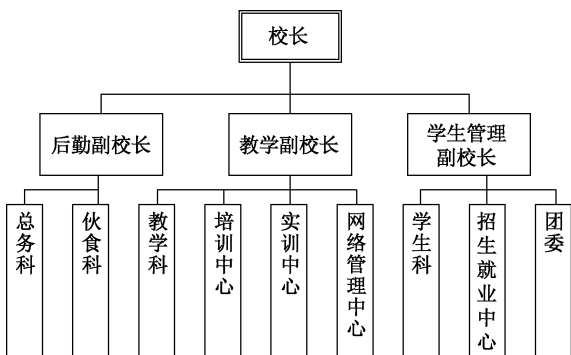 校长
后勤副校长
教学副校长
学生管理
副校长
总务科
伙食科
教学科
培训中心
实训中心
网络管理中心
学生科
招生就业中心
团委